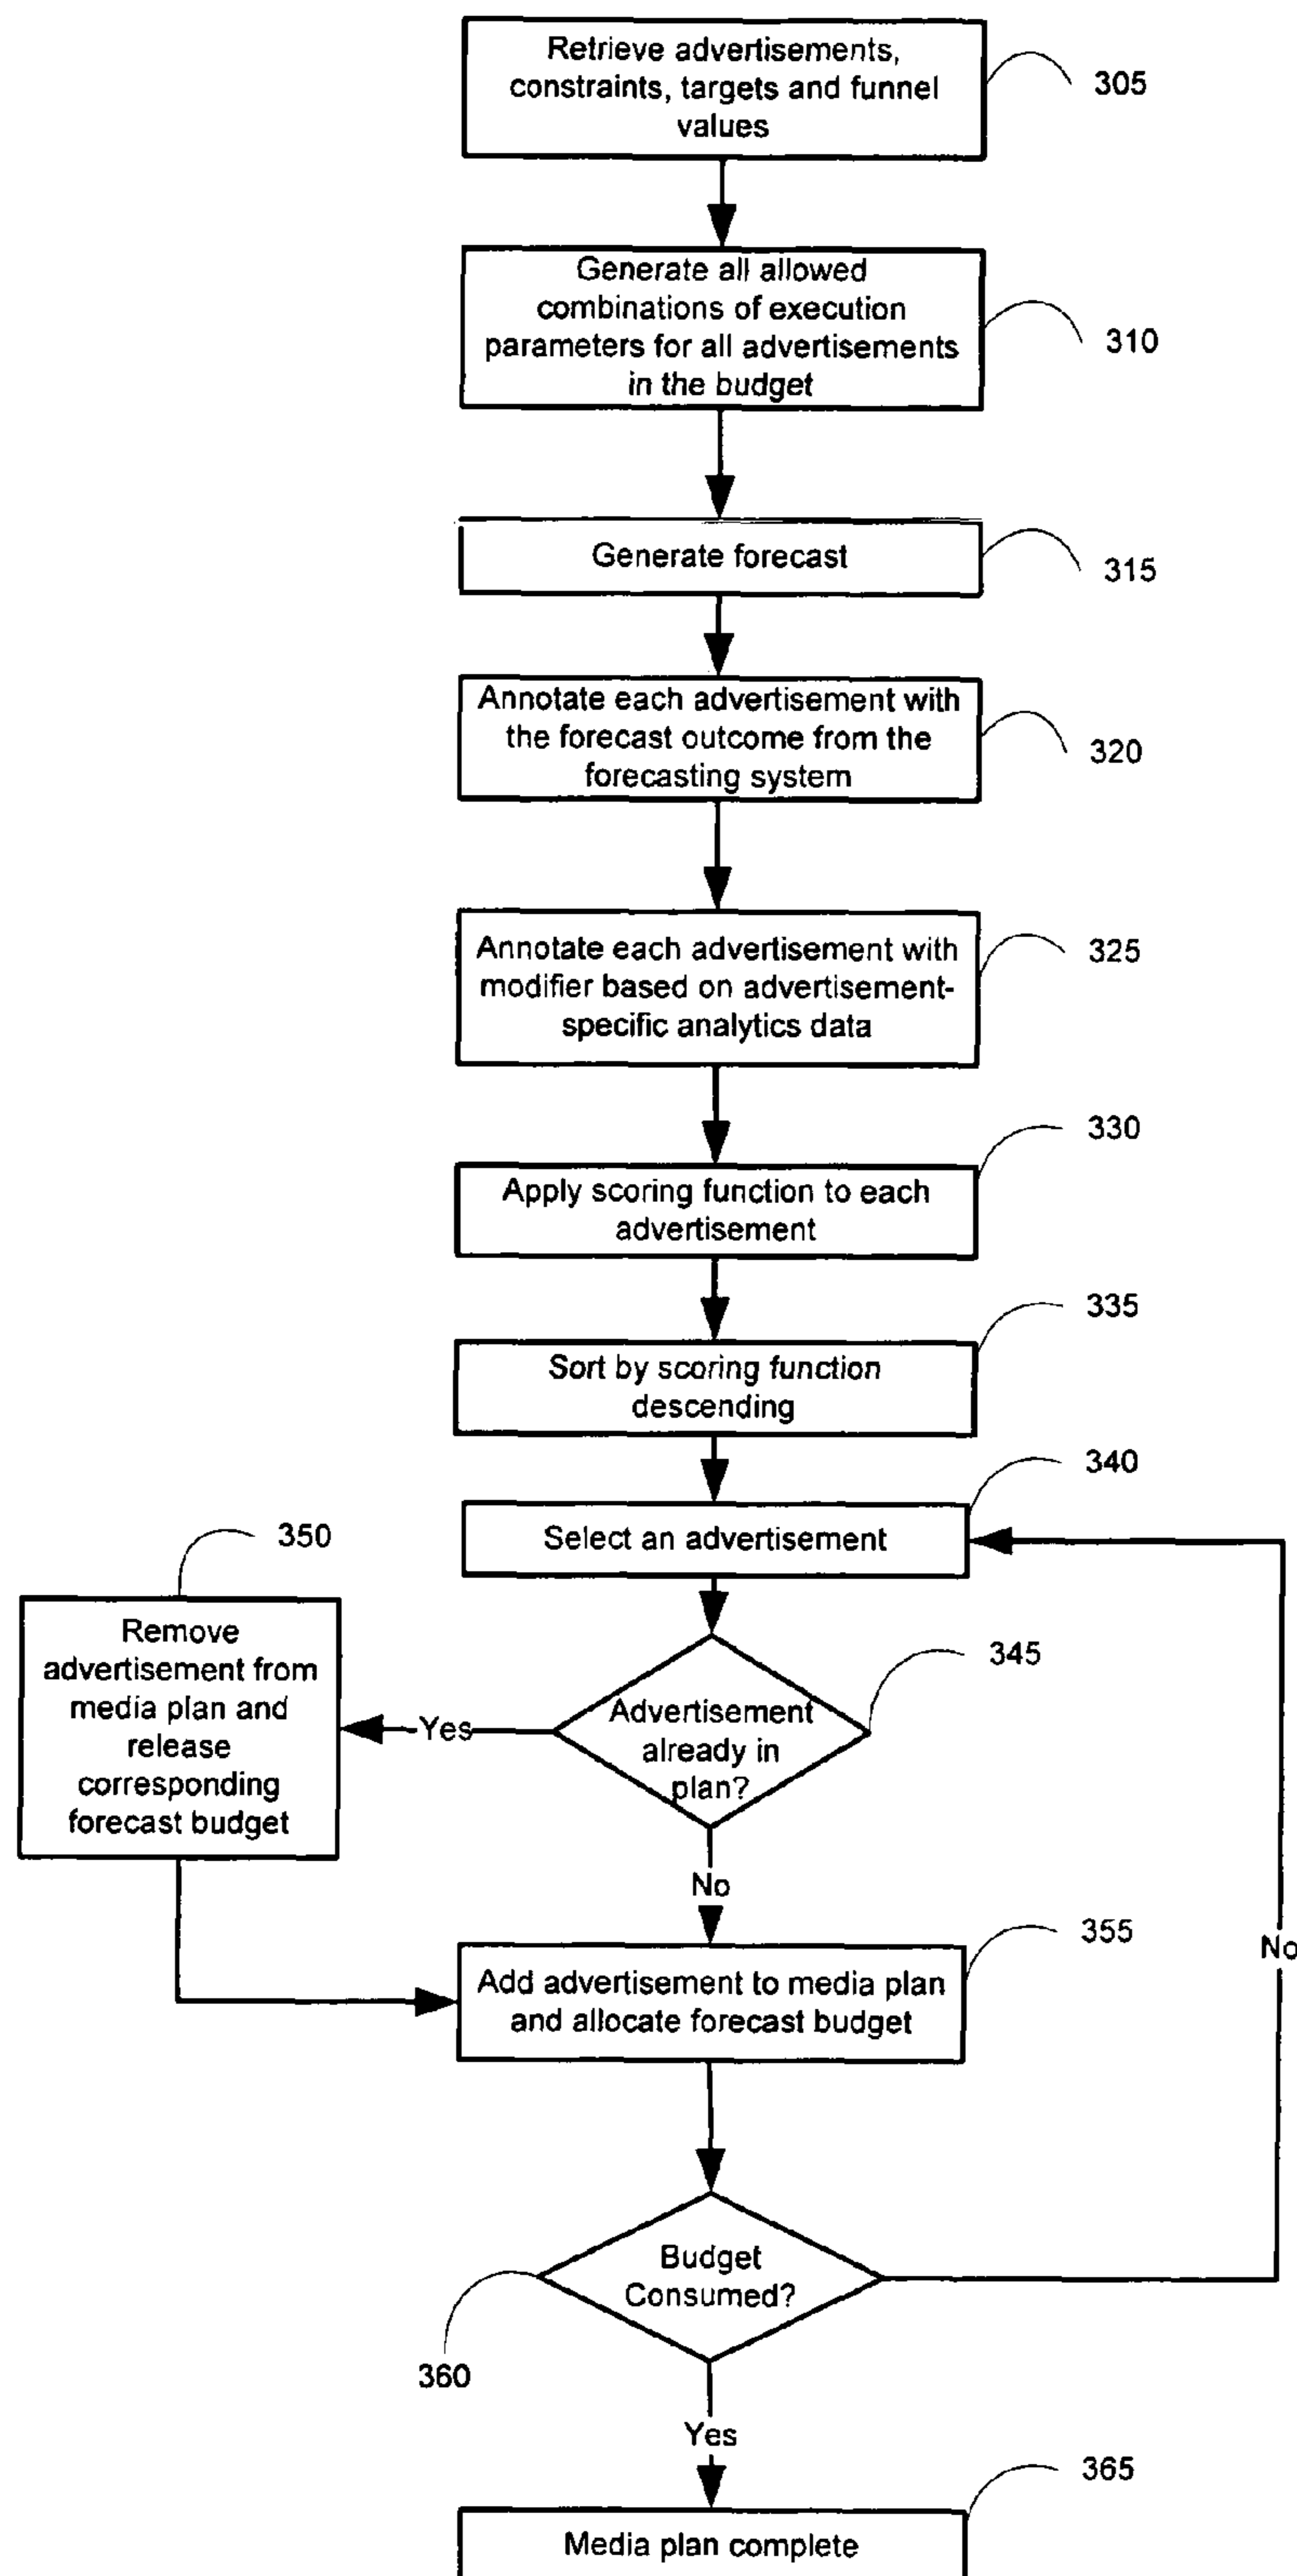 Retrieve advertisements,
constraints, targets and funnel
values
305
Generate all allowed
combinations of execution
parameters for all advertisements
in the budget
310
Generate forecast
315
Annotate each advertisement with
the forecast outcome from the
forecasting system
320
Annotate each advertisement with
modifier based on advertisement-
specific analytics data
325
330
Apply scoring function to each
advertisement
335
Sort by scoring function
descending
340
Select an advertisement
350
Remove
advertisement from
media plan and
release
corresponding
forecast budget
Yes
345
Advertisement
already in
plan?
No
355
Add advertisement to media plan
and allocate forecast budget
No
Budget
Consumed?
360
Yes
365
Media plan complete